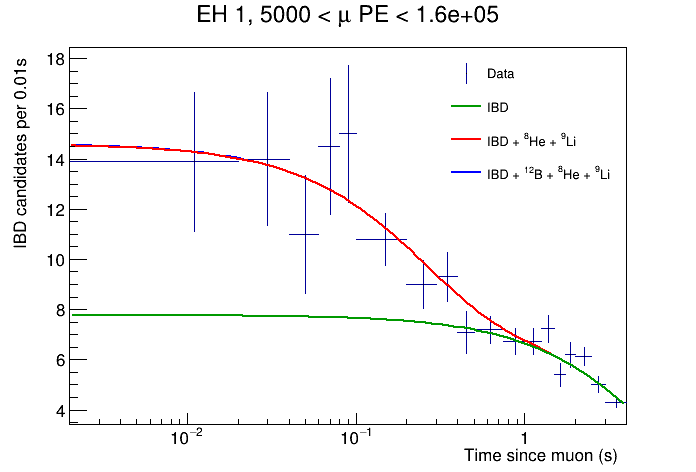 EH 1, 5000 < μ PE < 1.6e+05
IBD candidates per 0.01s
18
16
14
12
10
8
6
4
Data
IBD
IBD + ⁸He + ⁹Li
IBD + ¹²B + ⁸He + ⁹Li
10⁻² 10⁻¹ 1
Time since muon (s)